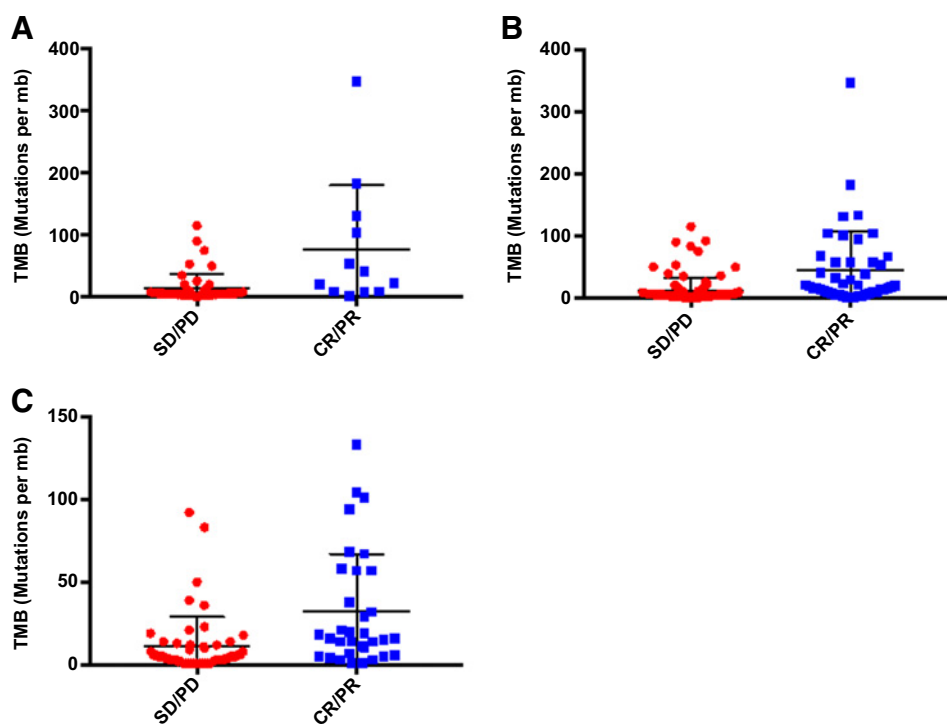 A
TMB (Mutations per mb)
400
300
200
100
0
SD/PD
CR/PR
B
TMB (Mutations per mb)
400
300
200
100
0
SD/PD
CR/PR
C
TMB (Mutations per mb)
150
100
50
0
SD/PD
CR/PR